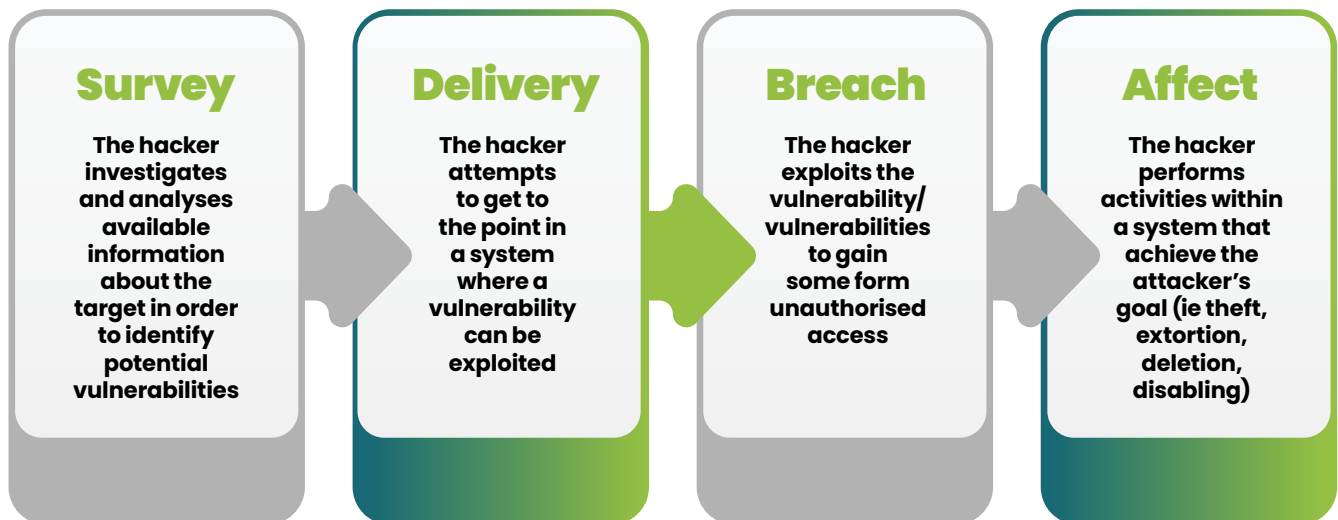 Survey
The hacker
investigates
and analyses
available
information
about the
target in order
to identify
potential
vulnerabilities
Delivery
The hacker
attempts
to get to
the point in
a system
where a
vulnerability
can be
exploited
Breach
The hacker
exploits the
vulnerability/
vulnerabilities
to gain
some form
unauthorised
access
Affect
The hacker
performs
activities within
a system that
achieve the
attacker’s
goal (ie theft,
extortion,
deletion,
disabling)